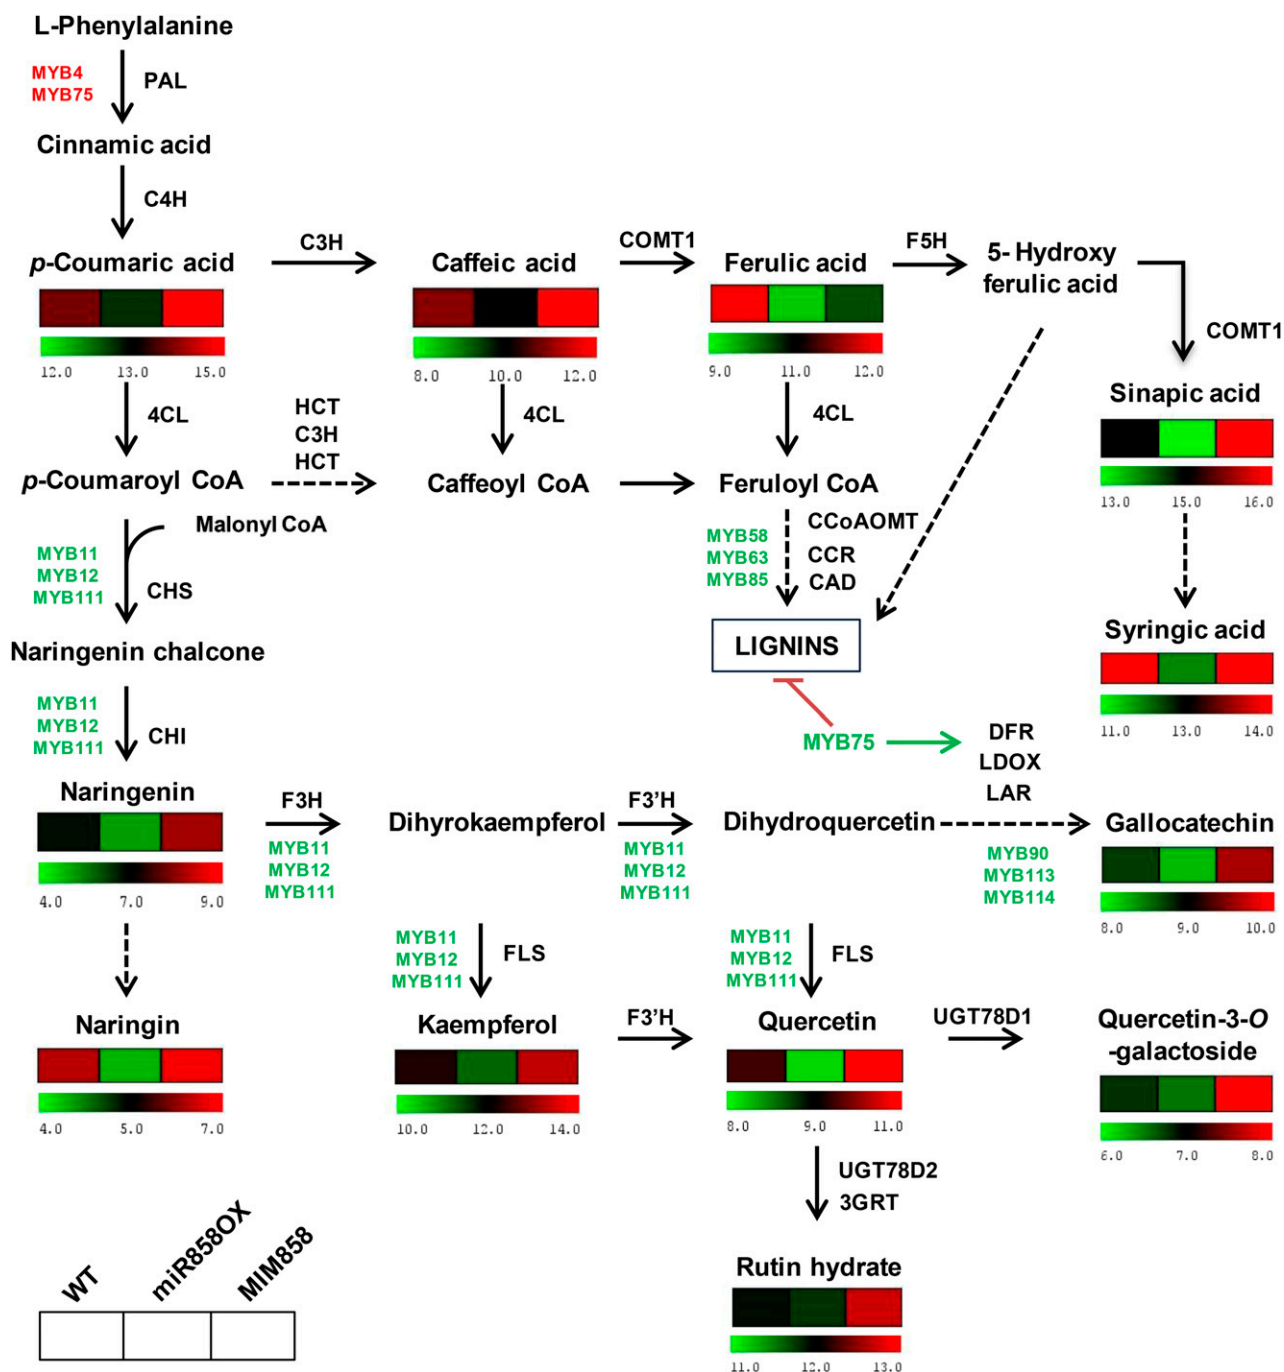 L-Phenylalanine
MYB4
MYB75
PAL
Cinnamic acid
C4H
p-Coumaric acid
C3H
Caffeic acid
COMT1
Ferulic acid
F5H
5- Hydroxy
ferulic acid
12.0 13.0 15.0
8.0 10.0 12.0
9.0 11.0 12.0
COMT1
4CL
HCT
C3H
HCT
4CL
4CL
Sinapic acid
13.0 15.0 16.0
p-Coumaroyl CoA
Caffeoyl CoA
Feruloyl CoA
Malonyl CoA
MYB11
MYB12
MYB111
CHS
MYB58
MYB63
MYB85
CCoAOMT
CCR
CAD
Naringenin chalcone
LIGNINS
Syringic acid
11.0 13.0 14.0
MYB11
MYB12
MYB111
CHI
MYB75
DFR
LDOX
LAR
Naringenin
4.0 7.0 9.0
F3H
MYB11
MYB12
MYB111
Dihyrokaempferol
F3'H
MYB11
MYB12
MYB111
Dihydroquercetin
MYB90
MYB113
MYB114
Gallocatechin
8.0 9.0 10.0
MYB11
MYB12
MYB111
FLS
MYB11
MYB12
MYB111
FLS
Naringin
4.0 5.0 7.0
Kaempferol
10.0 12.0 14.0
F3'H
Quercetin
8.0 9.0 11.0
UGT78D1
Quercetin-3-O
-galactoside
6.0 7.0 8.0
UGT78D2
3GRT
Rutin hydrate
11.0 12.0 13.0
WT
miR858OX
MIM858